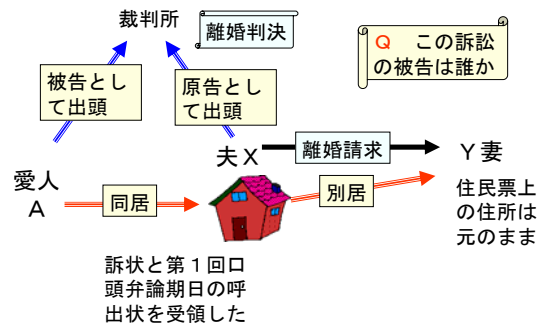 裁判所
離婚判決
Q この訴訟
の被告は誰か
被告とし
て出頭
原告とし
て出頭
夫X
離婚請求
Y妻
愛人
A
同居
別居
住民票上
の住所は
元のまま
訴状と第1回口
頭弁論期日の呼
出状を受領した